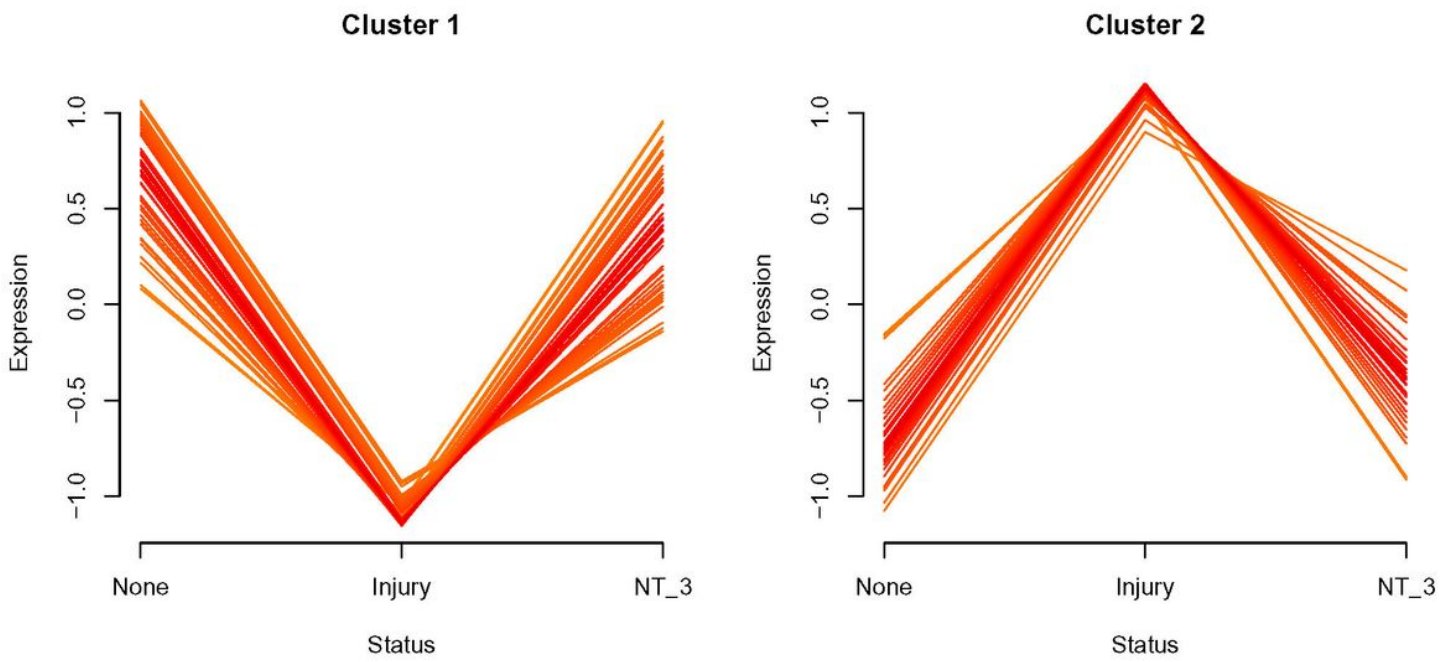 Cluster 1
Expression
1.0
0.5
0.0
−0.5
−1.0
None Injury NT_3
Status
Cluster 2
Expression
1.0
0.5
0.0
−0.5
−1.0
None Injury NT_3
Status